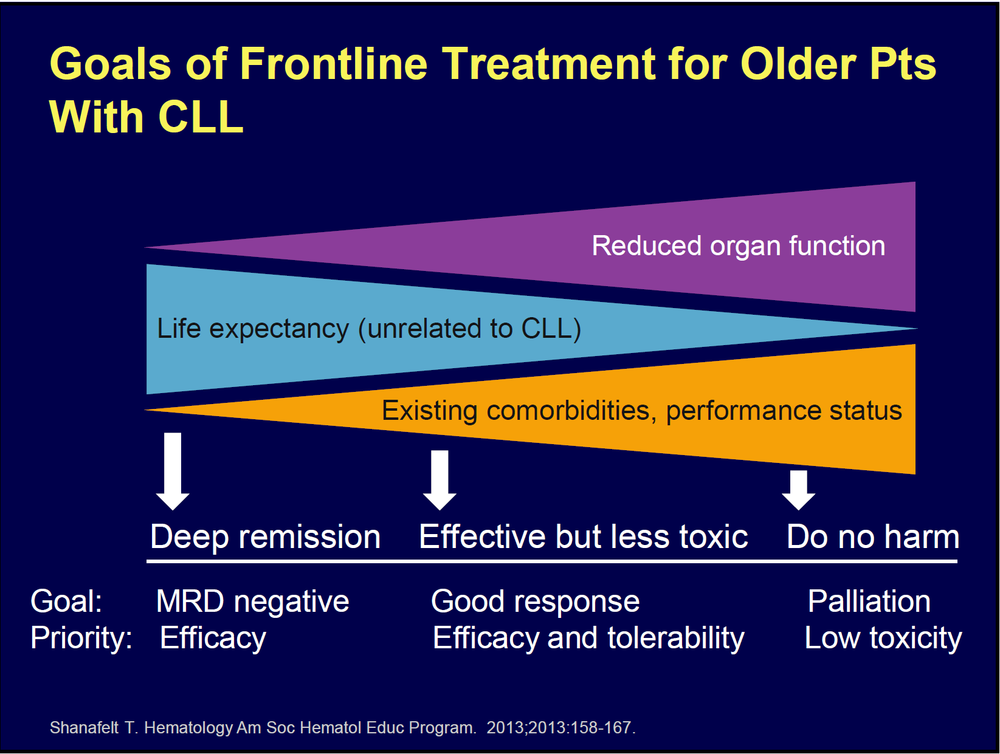 Goals of Frontline Treatment for Older Pts
With CLL
Reduced organ function
Life expectancy (unrelated to CLL)
Existing comorbidities, performance status
Deep remission Effective but less toxic Do no harm
Goal: MRD negative Good response Palliation
Priority: Efficacy Efficacy and tolerability Low toxicity
Shanafelt T. Hematology Am Soc Hematol Educ Program. 2013;2013:158-167.